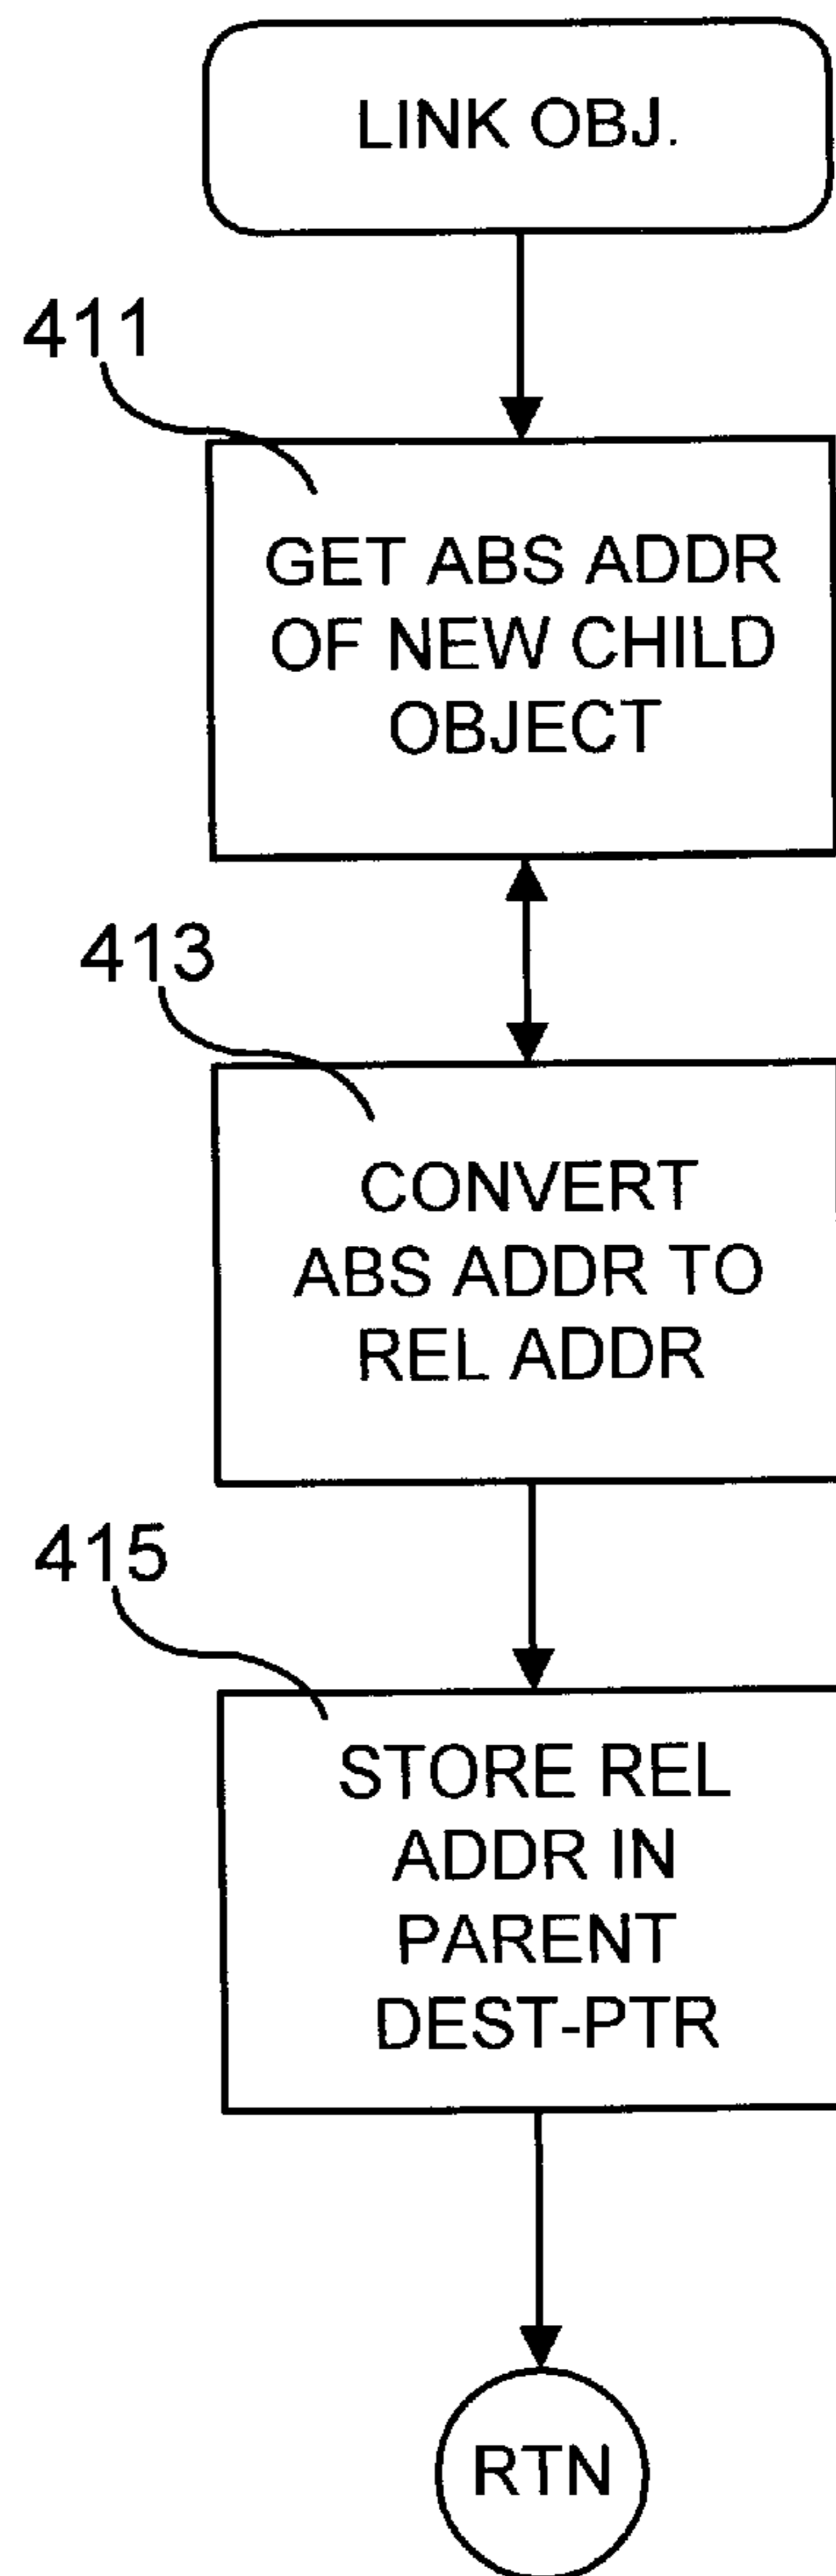 LINK OBJ.
411
GET ABS ADDR
OF NEW CHILD
OBJECT
413
CONVERT
ABS ADDR TO
REL ADDR
415
STORE REL
ADDR IN
PARENT
DEST-PTR
RTN